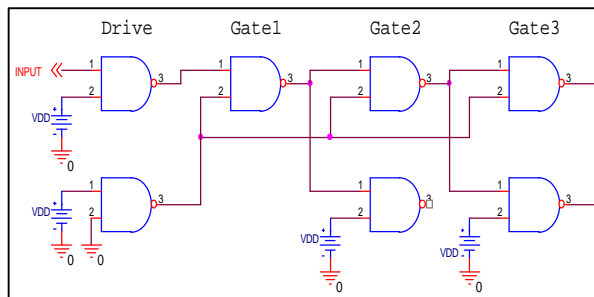 Drive Gate1 Gate2 Gate3
INPUT 1 3 1 3 1 3 1 3
2 2 2 2
VDD + -
0
1 3 1 3 1 3
VDD + - 2 2 VDD + - 2 VDD + -
0 0 0 0